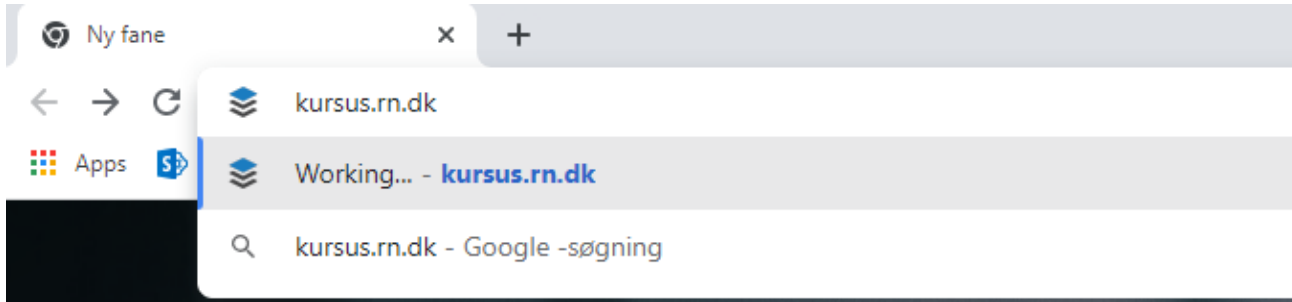 Ny fane
kursus.rn.dk
Apps
Working... - kursus.rn.dk
kursus.rn.dk - Google -søgning